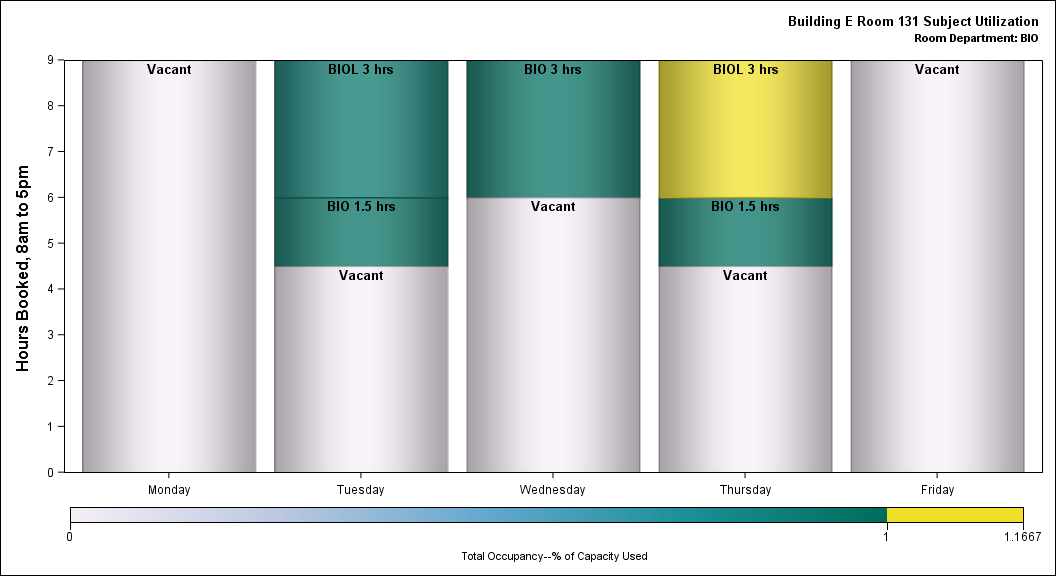 Building E Room 131 Subject Utilization
Room Department: BIO
Hours Booked, 8am to 5pm
9
8
7
6
5
4
3
2
1
0
Vacant
BIOL 3 hrs
BIO 3 hrs
BIOL 3 hrs
Vacant
BIO 1.5 hrs
Vacant
BIO 1.5 hrs
Vacant
Vacant
Monday
Tuesday
Wednesday
Thursday
Friday
0
1
1.1667
Total Occupancy--% of Capacity Used